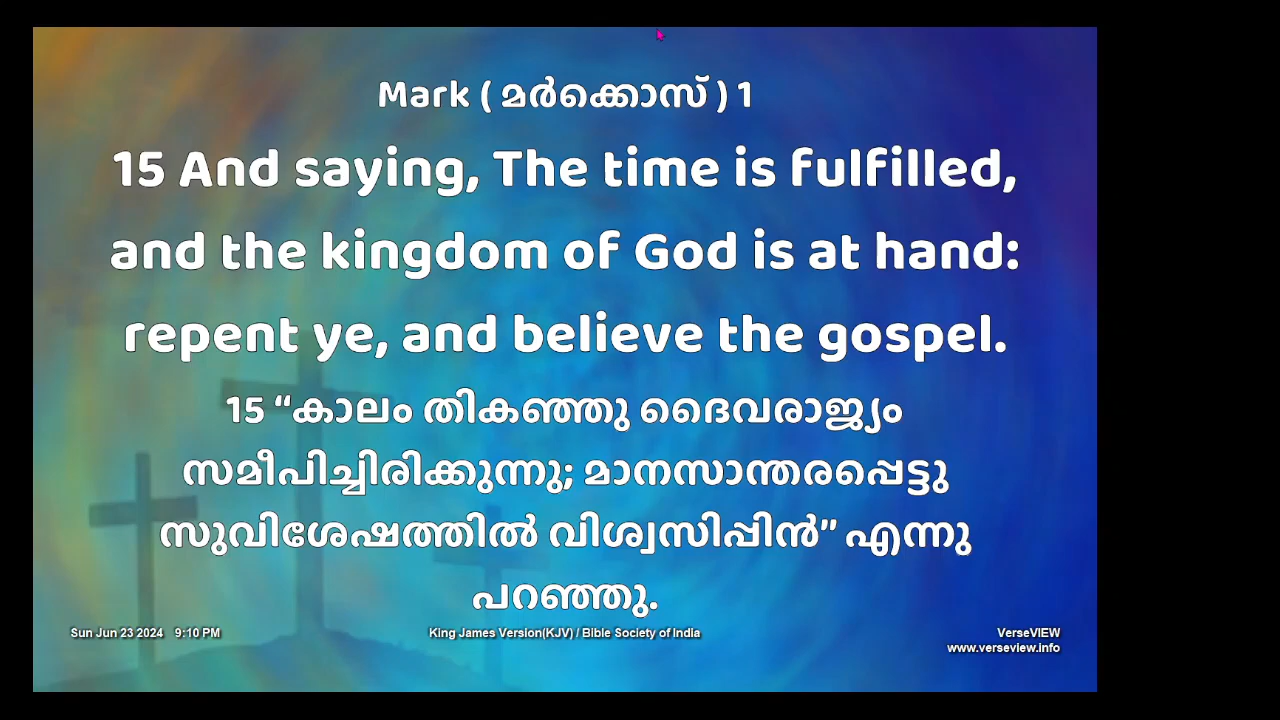 Mark ( മർക്കൊസ് ) 1
15 And saying, The time is fulfilled,
and the kingdom of God is at hand:
repent ye, and believe the gospel.
15 “കാലം തികഞ്ഞു ദൈവരാജ്യം
സമീപിച്ചിരിക്കുന്നു; മാനസാന്തരപ്പെട്ടു
സുവിശേഷത്തിൽ വിശ്വസിപ്പിൻ” എന്നു
പറഞ്ഞു.
Sun Jun 23 2024 9:10 PM
King James Version(KJV) / Bible Society of India
VerseVIEW
www.verseview.info